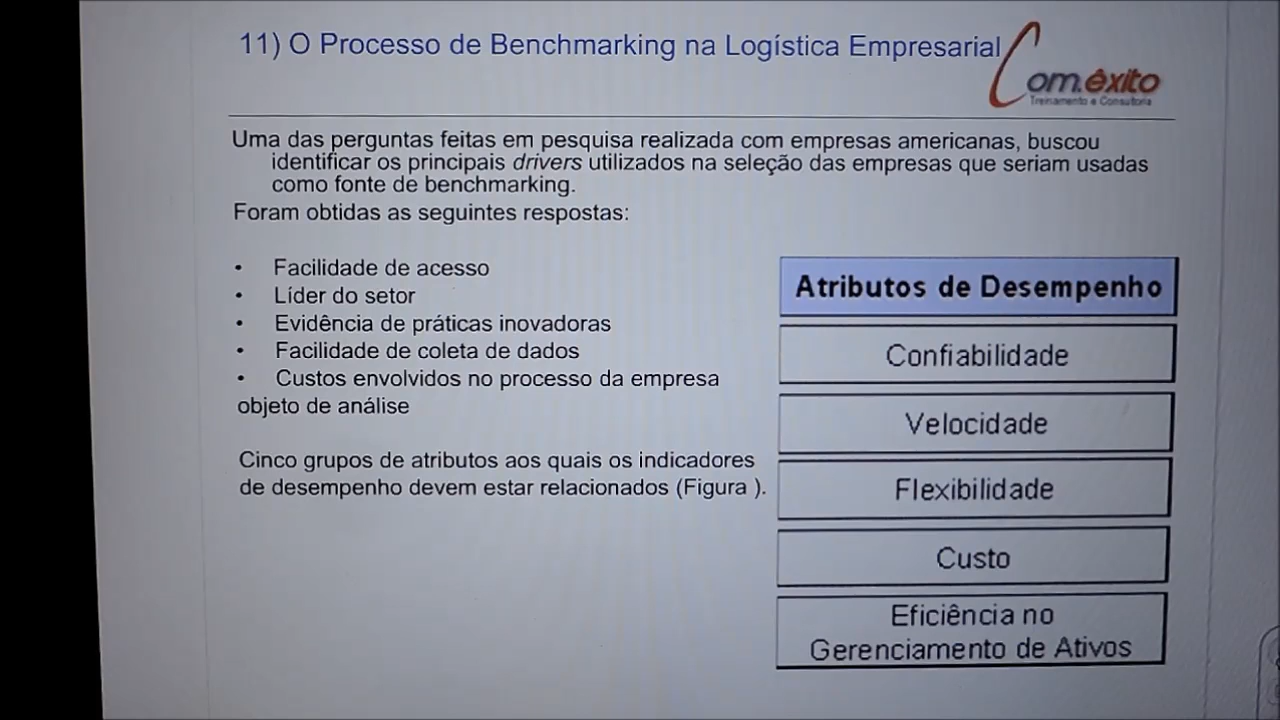 11) O Processo de Benchmarking na Logística Empresarial
om.êxito
Treinamento e Consultoria
Uma das perguntas feitas em pesquisa realizada com empresas americanas, buscou
identificar os principais drivers utilizados na seleção das empresas que seriam usadas
como fonte de benchmarking.
Foram obtidas as seguintes respostas:
• Facilidade de acesso
• Líder do setor
• Evidência de práticas inovadoras
• Facilidade de coleta de dados
• Custos envolvidos no processo da empresa
objeto de análise
Cinco grupos de atributos aos quais os indicadores
de desempenho devem estar relacionados (Figura ).
Atributos de Desempenho
Confiabilidade
Velocidade
Flexibilidade
Custo
Eficiência no
Gerenciamento de Ativos